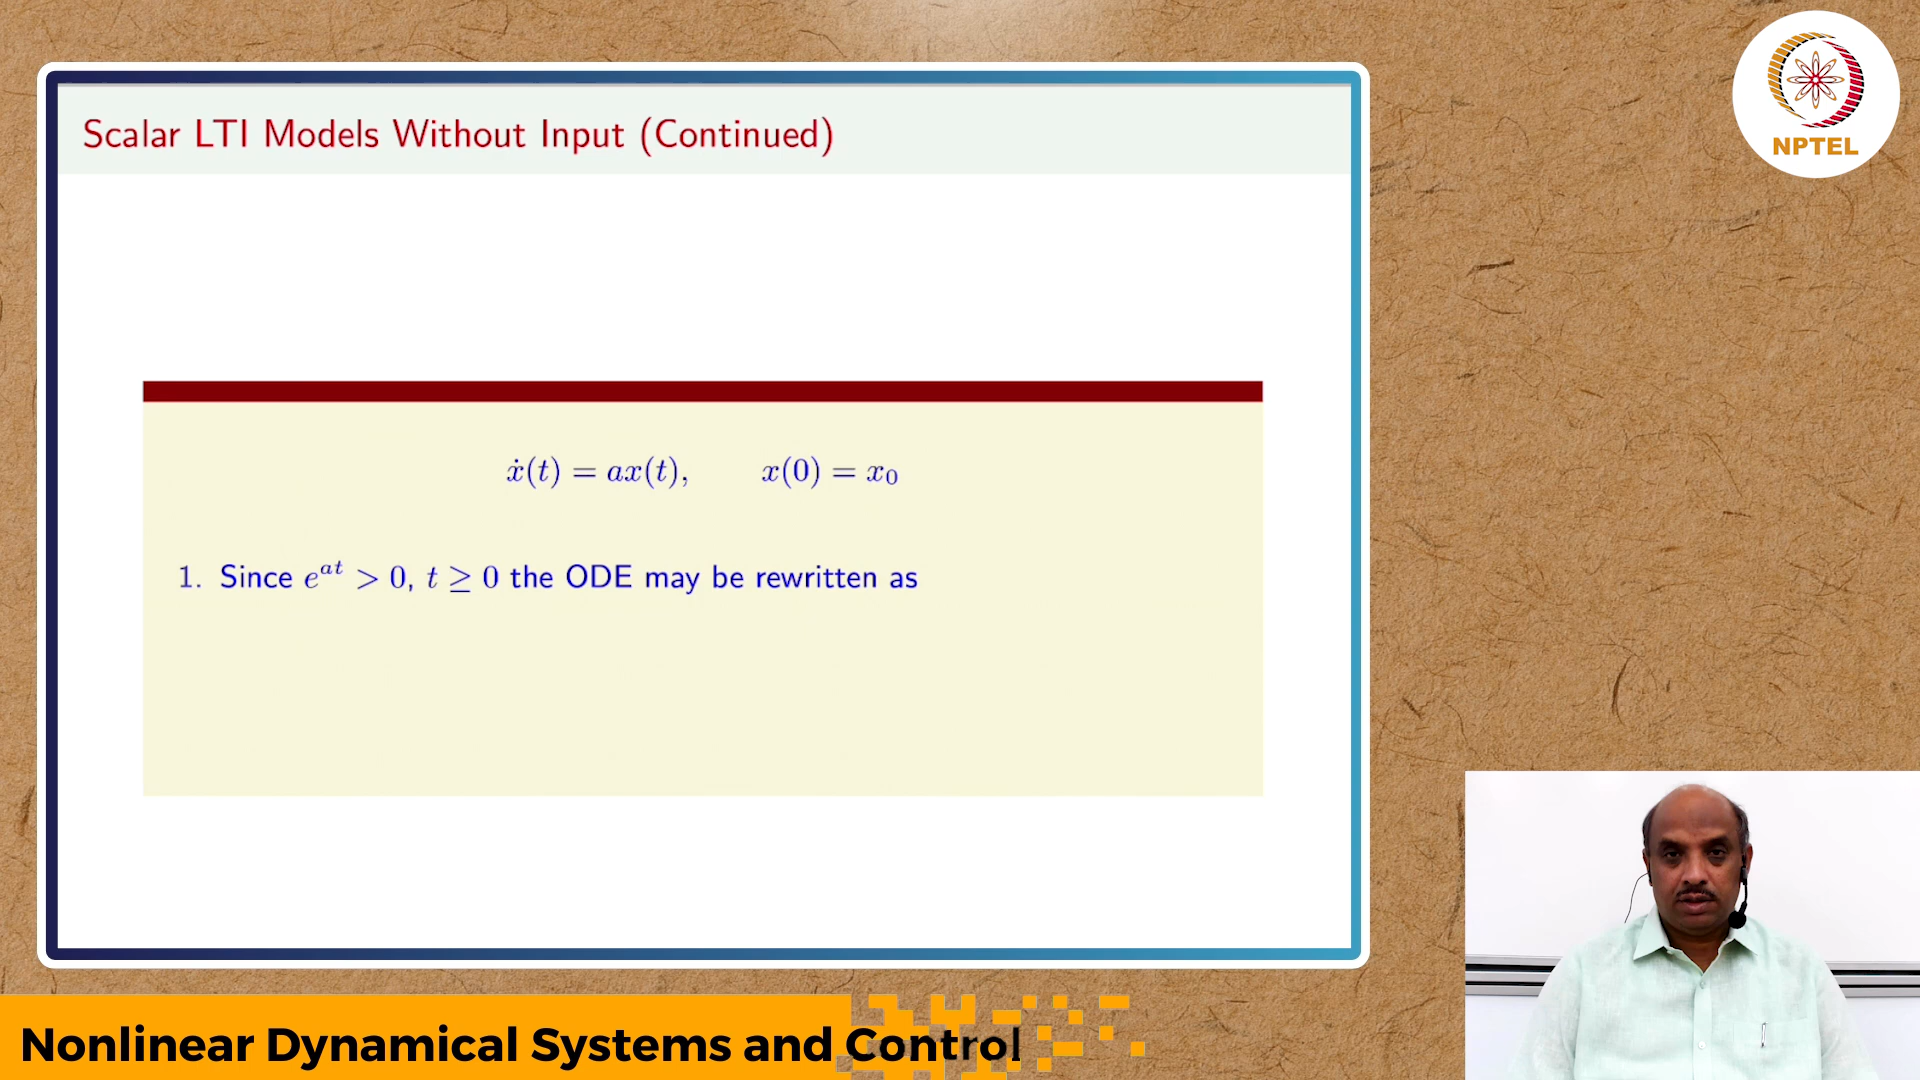 Scalar LTI Models Without Input (Continued)
NPTEL
ẋ(t) = ax(t), x(0) = x₀
1. Since eᵃᵗ > 0, t ≥ 0 the ODE may be rewritten as
Nonlinear Dynamical Systems and Control